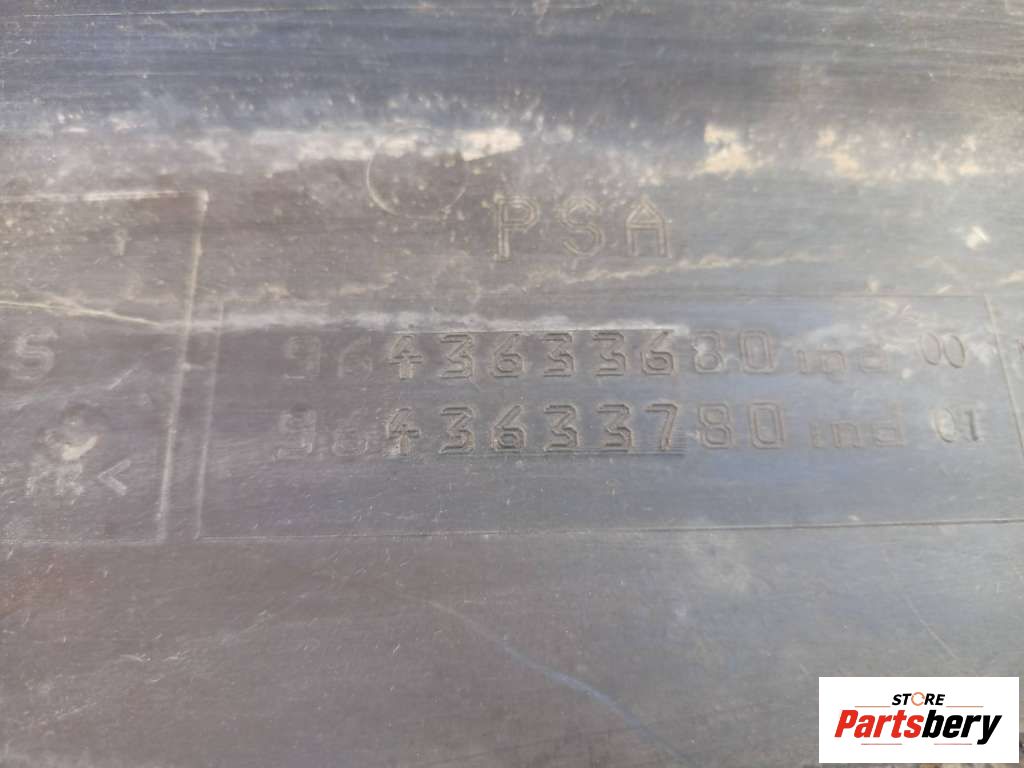 PSA
9643633680 ind 00
S
9643633780 ind 01
<
STORE
Partsbery